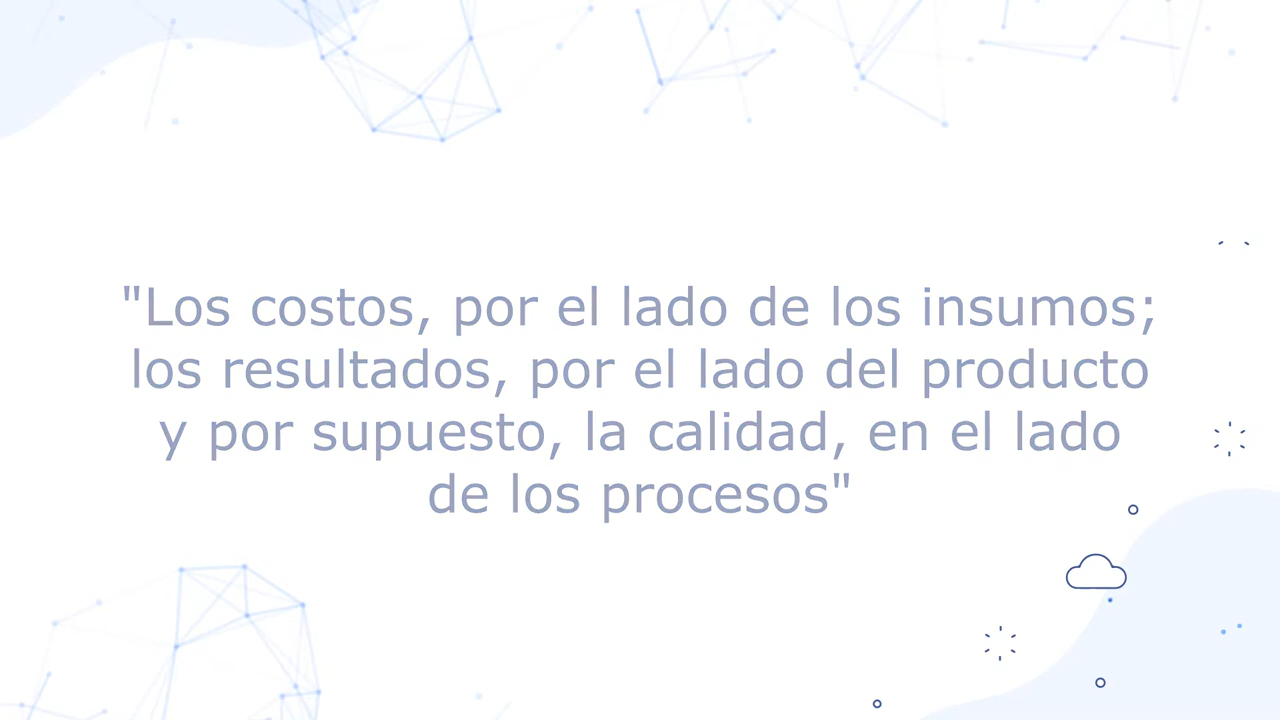 "Los costos, por el lado de los insumos;
los resultados, por el lado del producto
y por supuesto, la calidad, en el lado
de los procesos"